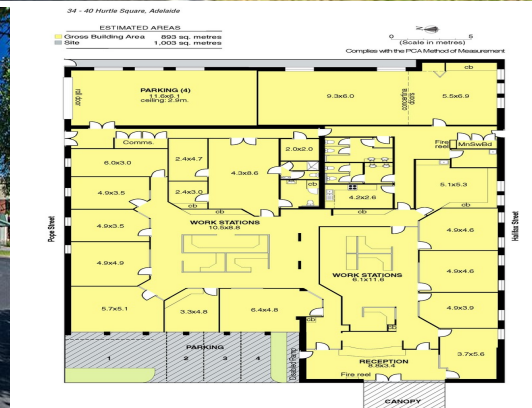 34 - 40 Hurtle Square, Adelaide
ESTIMATED AREAS
Gross Building Area 893 sq. metres
Site 1,003 sq. metres
0 5
(Scale in metres)
Complies with the PCA Method of Measurement
cb
roll door
PARKING (4)
11.6x6.1
ceiling: 2.9m.
9.3x6.0
concertina
doors
5.5x6.9
Comms.
Fire
reel
MnSwBd
6.0x3.0
2.4x4.7
4.3x6.6
2.0x2.0
cb
5.1x5.3
4.9x3.5
2.4x3.0
4.2x2.6
cb
cb
cb
cb
WORK STATIONS
10.5x8.8
4.9x3.5
4.9x4.6
Pope Street
Halifax Street
4.9x4.9
WORK STATIONS
6.1x11.6
4.9x4.6
5.7x5.1
3.3x4.8
6.4x4.8
4.9x3.9
cb
PARKING
1
2
3
4
Disabled Ramp
3.7x5.6
RECEPTION
8.8x3.4
Fire reel
CANOPY